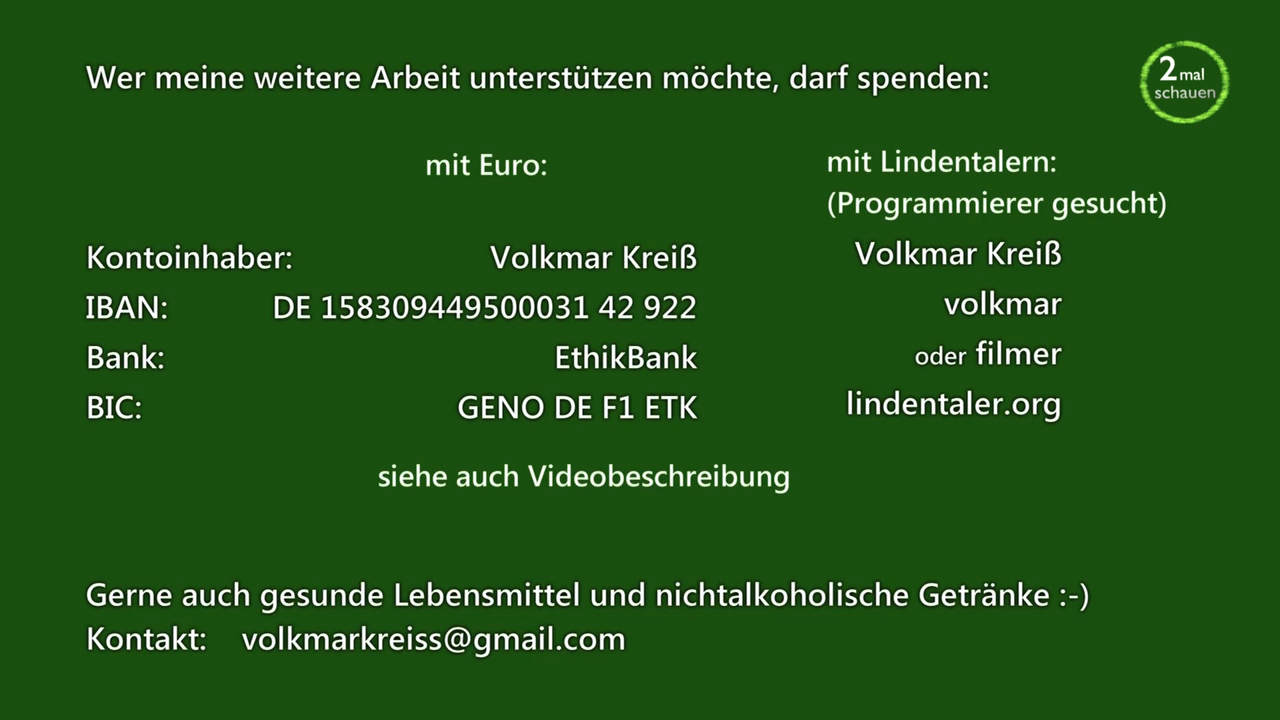 Wer meine weitere Arbeit unterstützen möchte, darf spenden:
2 mal
schauen
mit Euro:
mit Lindentalern:
(Programmierer gesucht)
Kontoinhaber: Volkmar Kreiß
IBAN: DE 158309449500031 42 922
Bank: EthikBank
BIC: GENO DE F1 ETK
Volkmar Kreiß
volkmar
oder filmer
lindentaler.org
siehe auch Videobeschreibung
Gerne auch gesunde Lebensmittel und nichtalkoholische Getränke :-)
Kontakt: volkmarkreiss@gmail.com